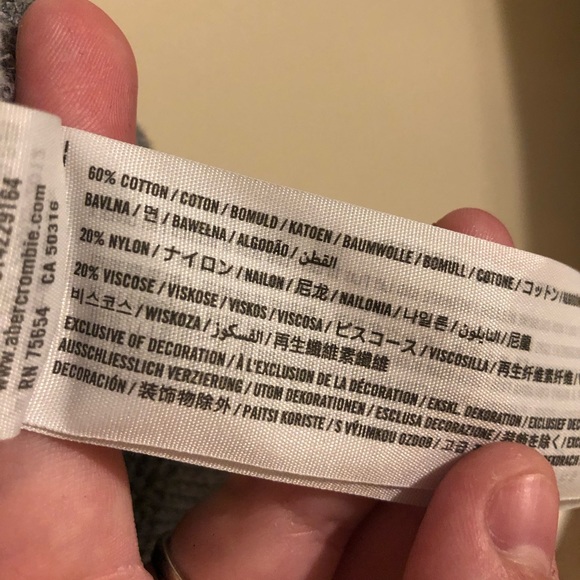 www.abercrombie.com
RN 75654 CA 50316
60% COTTON / COTON / BOMULD / KATOEN / BAUMWOLLE / BOMULL / COTONE / コットン /
BAVLNA / 면 / BAWEŁNA / ALGODÃO / القطن
20% NYLON / ナイロン / NAILON / 尼龙 / NAILONIA / 나일론 / النايلون / 尼龍
20% VISCOSE / VISKOSE / VISKOS / VISCOSA / ビスコース / VISCOSILLA / 再生纤维素纤维 /
비스코스 / WISKOZA / الفسكوز / 再生纖維素纖維
EXCLUSIVE OF DECORATION / À L'EXCLUSION DE LA DÉCORATION / EKSKL. DEKORATION / EXCLUSIEF
AUSSCHLIESSLICH VERZIERUNG / UTOM DEKORATIONEN / ESCLUSA DECORAZIONE / 装飾を除く /
DECORACIÓN / 装饰物除外 / PAITSI KORISTE / S VÝJIMKOU OZDOB /